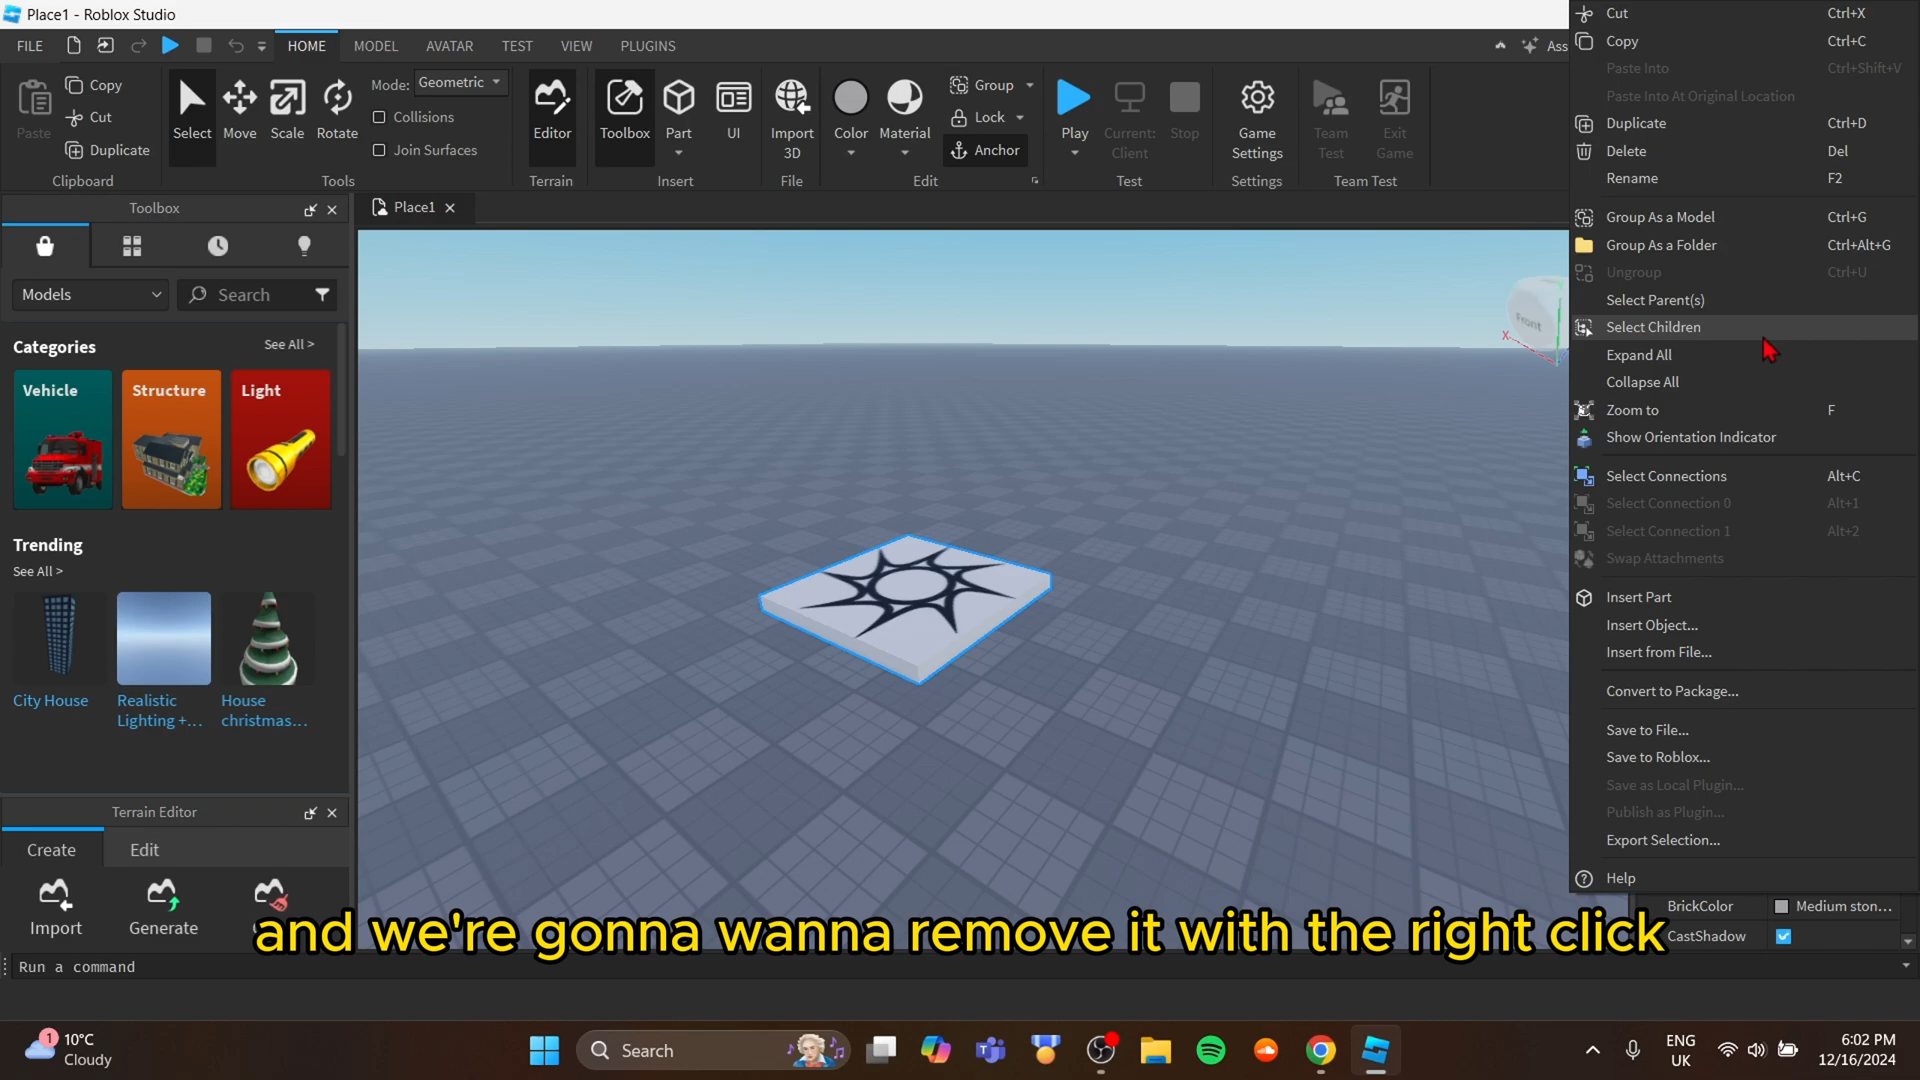 Place1 - Roblox Studio
FILE
HOME
MODEL
AVATAR
TEST
VIEW
PLUGINS
Ass
Paste
Copy
Cut
Duplicate
Clipboard
Select
Move
Scale
Rotate
Mode:
Geometric
Collisions
Join Surfaces
Tools
Editor
Terrain
Toolbox
Part
UI
Insert
Import
3D
File
Color
Material
Group
Lock
Anchor
Edit
Play
Current:
Client
Stop
Test
Game
Settings
Settings
Team
Test
Exit
Game
Team Test
Toolbox
Place1
Models
Search
Categories
See All >
Vehicle
Structure
Light
Trending
See All >
City House
Realistic
Lighting +...
House
christmas...
Terrain Editor
Create
Edit
Import
Generate
Front
X
Cut Ctrl+X
Copy Ctrl+C
Paste Into Ctrl+Shift+V
Paste Into At Original Location
Duplicate Ctrl+D
Delete Del
Rename F2
Group As a Model Ctrl+G
Group As a Folder Ctrl+Alt+G
Ungroup Ctrl+U
Select Parent(s)
Select Children
Expand All
Collapse All
Zoom to F
Show Orientation Indicator
Select Connections Alt+C
Select Connection 0 Alt+1
Select Connection 1 Alt+2
Swap Attachments
Insert Part
Insert Object...
Insert from File...
Convert to Package...
Save to File...
Save to Roblox...
Save as Local Plugin...
Publish as Plugin...
Export Selection...
Help
BrickColor Medium ston...
CastShadow
and we're gonna wanna remove it with the right click
Run a command
1
10°C
Cloudy
Search
ENG
UK
6:02 PM
12/16/2024